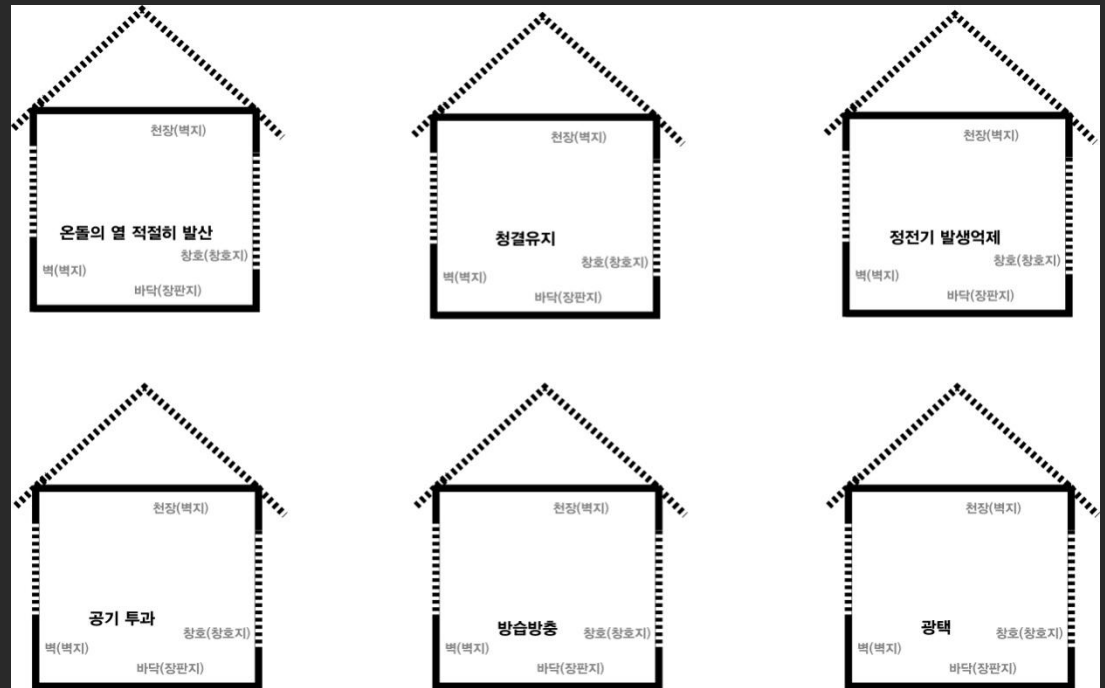 천장(벽지)
온돌의 열 적절히 발산
창호(창호지)
벽(벽지)
바닥(장판지)
천장(벽지)
청결유지
창호(창호지)
벽(벽지)
바닥(장판지)
천장(벽지)
정전기 발생억제
창호(창호지)
벽(벽지)
바닥(장판지)
천장(벽지)
공기 투과
창호(창호지)
벽(벽지)
바닥(장판지)
천장(벽지)
방습방충
창호(창호지)
벽(벽지)
바닥(장판지)
천장(벽지)
광택
창호(창호지)
벽(벽지)
바닥(장판지)